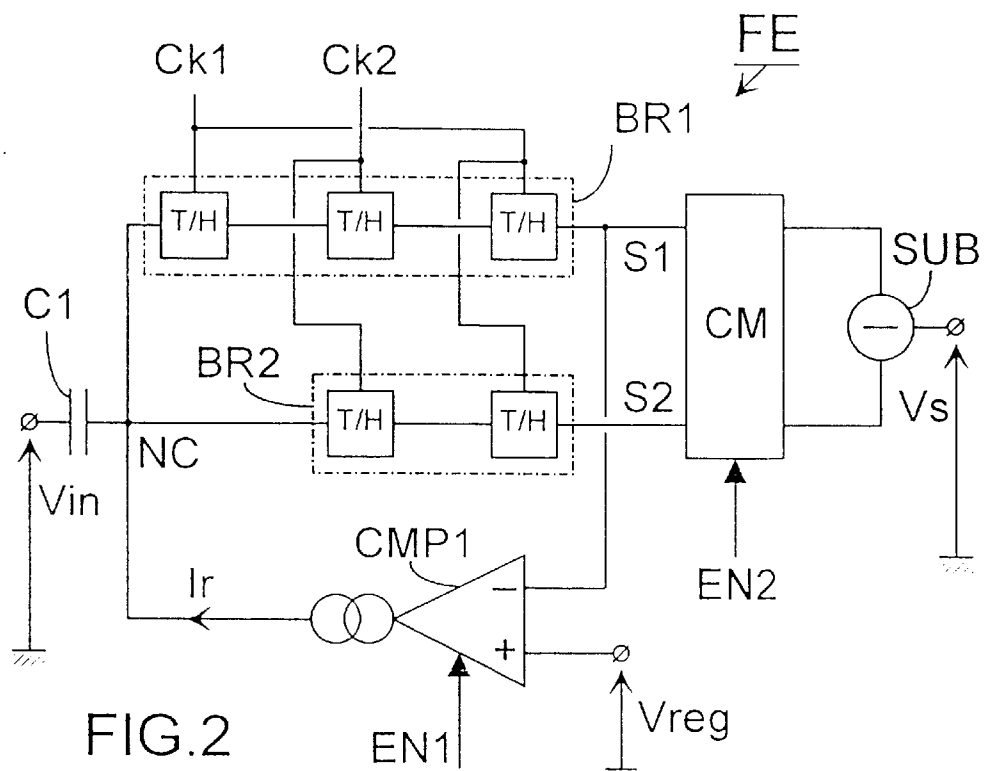 FE
Ck1 Ck2
BR1
T/H T/H T/H
S1
SUB
C1
CM
BR2
T/H T/H
S2
Vs
NC
Vin
CMP1
−
Ir
EN2
+
Vreg
EN1
FIG.2